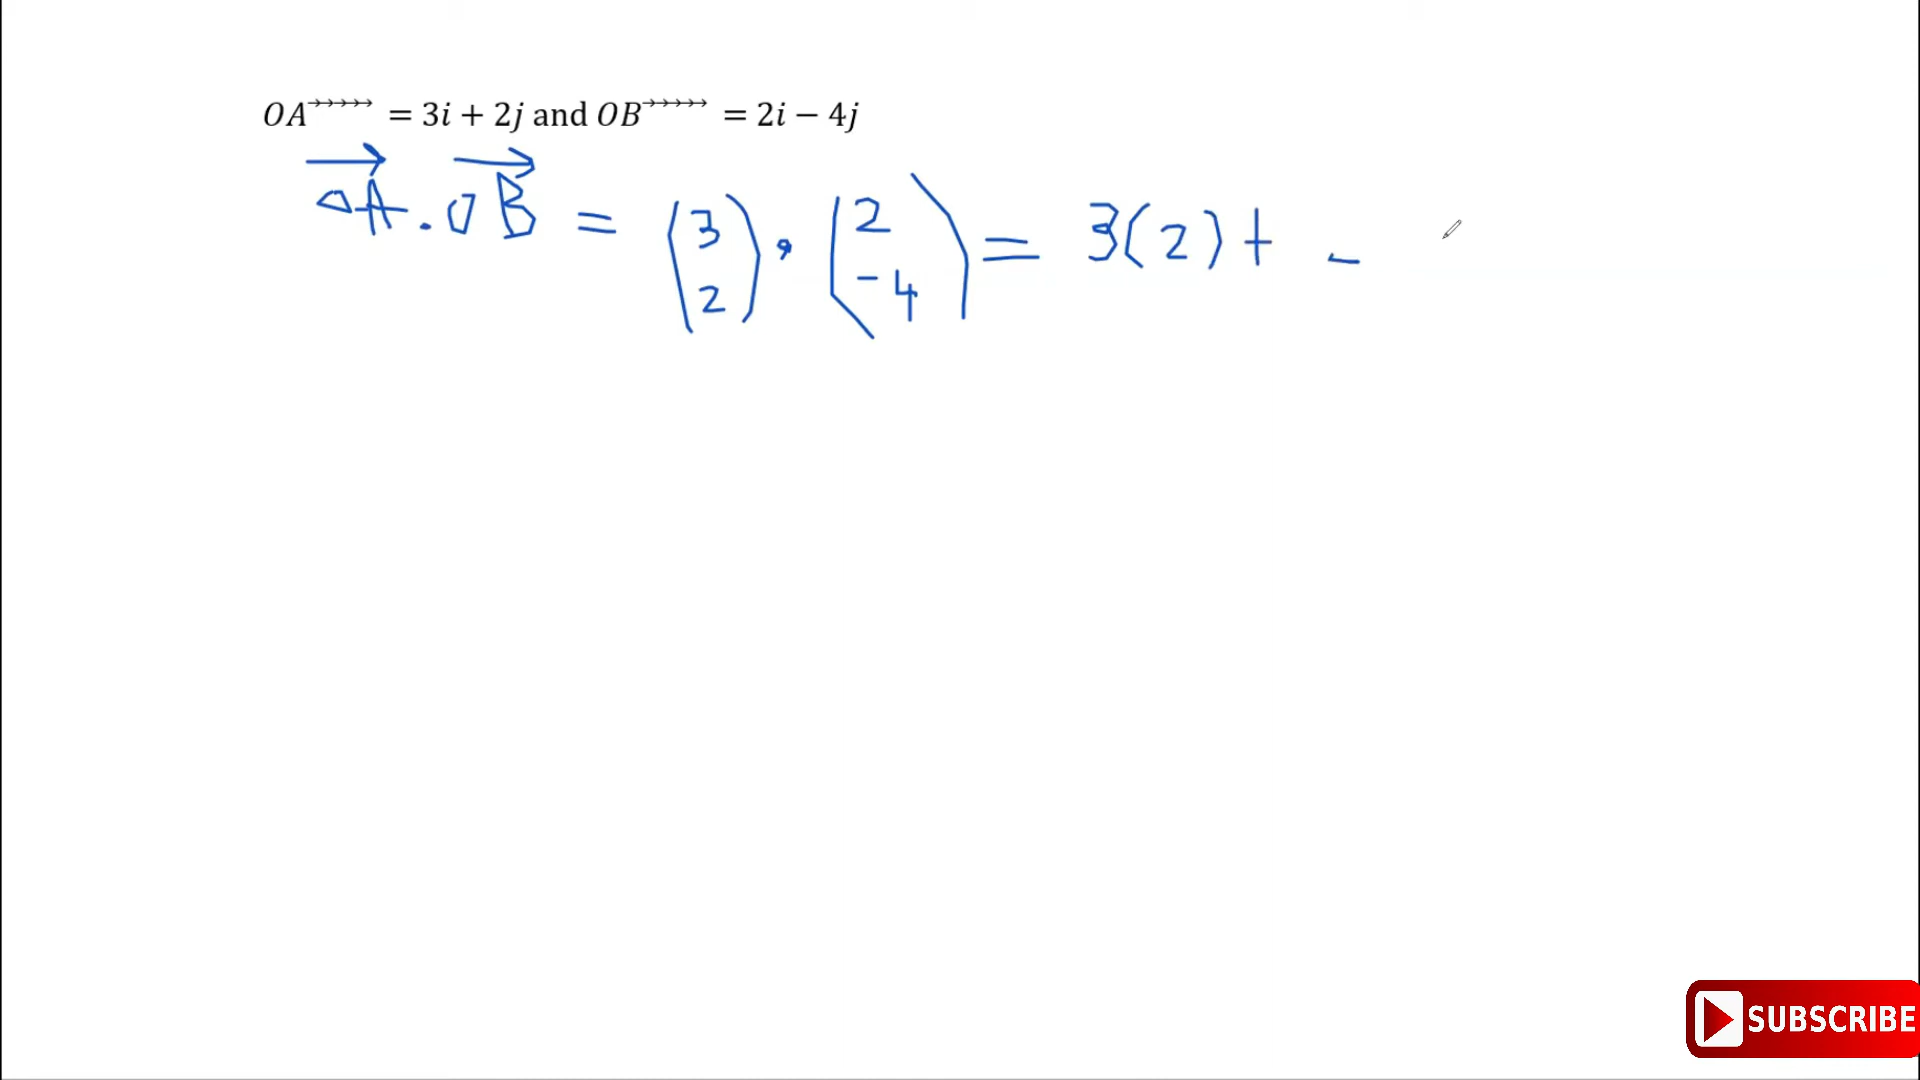 OA→→→→→ = 3i + 2j and OB→→→→→ = 2i − 4j
→OA . →OB = (3 2) • (2 -4) = 3(2) + -
SUBSCRIBE